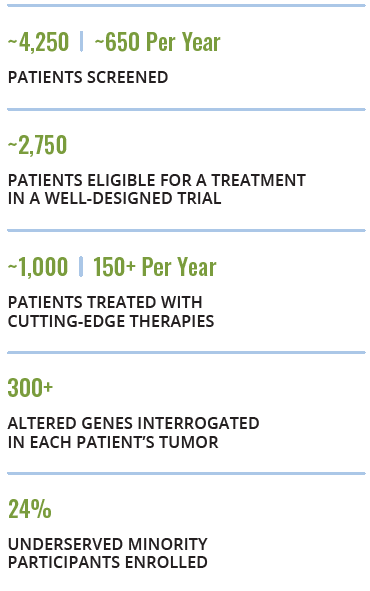 ~4,250 | ~650 Per Year
PATIENTS SCREENED
~2,750
PATIENTS ELIGIBLE FOR A TREATMENT
IN A WELL-DESIGNED TRIAL
~1,000 | 150+ Per Year
PATIENTS TREATED WITH
CUTTING-EDGE THERAPIES
300+
ALTERED GENES INTERROGATED
IN EACH PATIENT’S TUMOR
24%
UNDERSERVED MINORITY
PARTICIPANTS ENROLLED